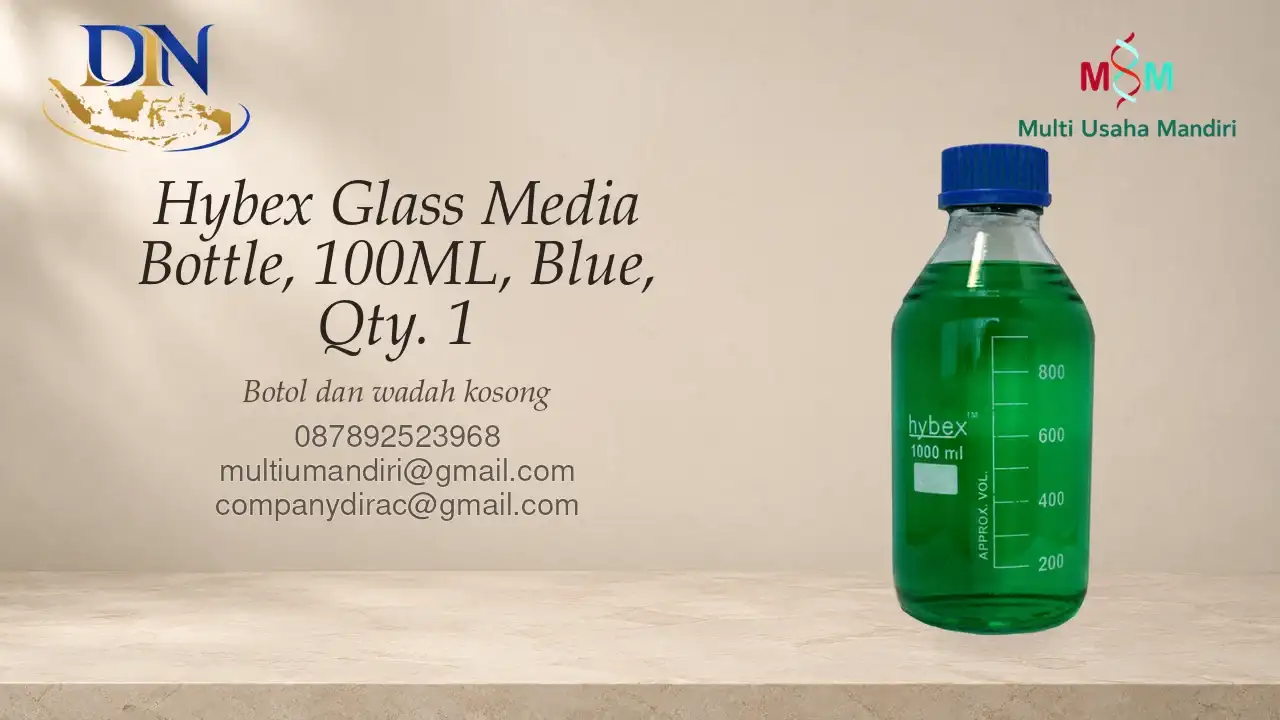 DN
MSM
Multi Usaha Mandiri
Hybex Glass Media
Bottle, 100ML, Blue,
Qty. 1
Botol dan wadah kosong
087892523968
multiumandiri@gmail.com
companydirac@gmail.com
hybex™
1000 ml
APPROX. VOL.
800
600
400
200